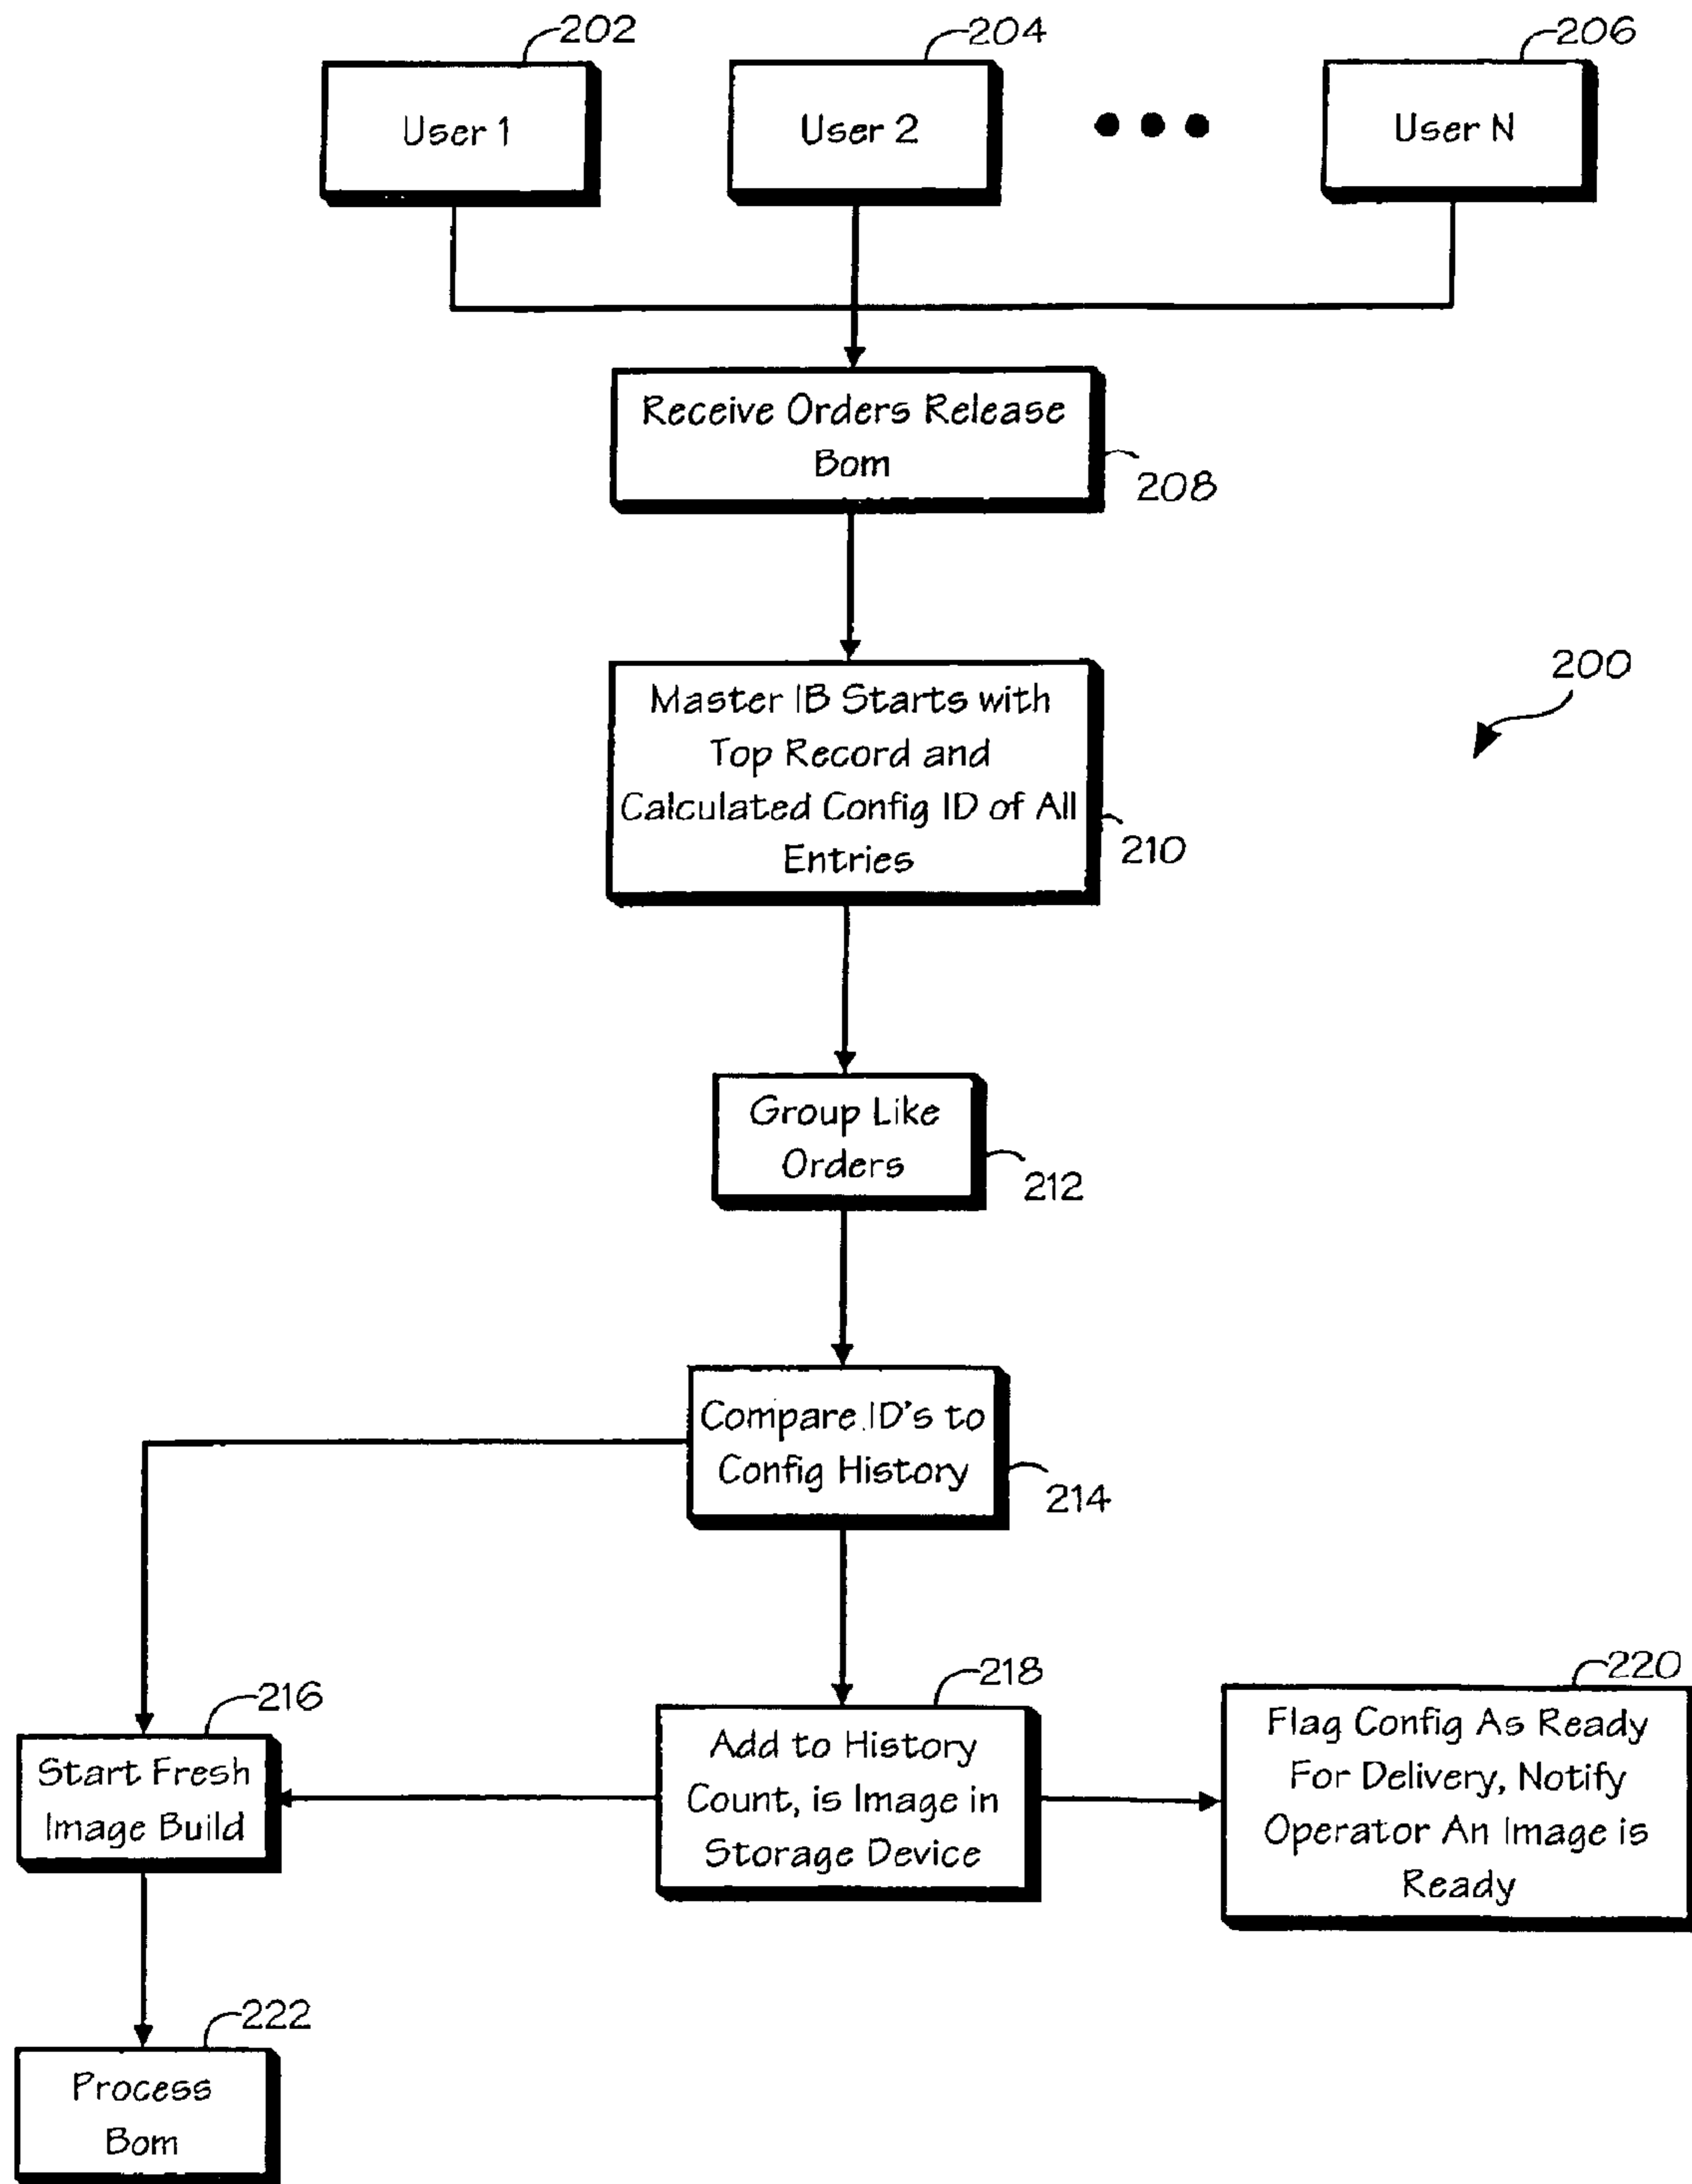 202
204
206
User 1
User 2
User N
Receive Orders Release
Bom
208
200
Master IB Starts with
Top Record and
Calculated Config ID of All
Entries
210
Group Like
Orders
212
Compare ID's to
Config History
214
216
Start Fresh
Image Build
218
Add to History
Count, is Image in
Storage Device
220
Flag Config As Ready
For Delivery, Notify
Operator An Image is
Ready
222
Process
Bom